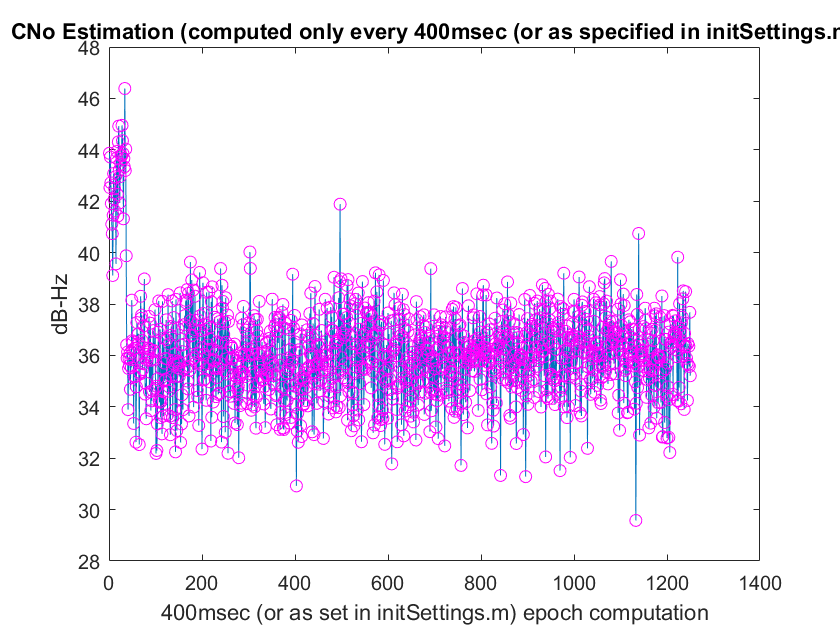 CNo Estimation (computed only every 400msec (or as specified in initSettings.m
48
46
44
42
40
38
36
34
32
30
28
dB-Hz
0 200 400 600 800 1000 1200 1400
400msec (or as set in initSettings.m) epoch computation